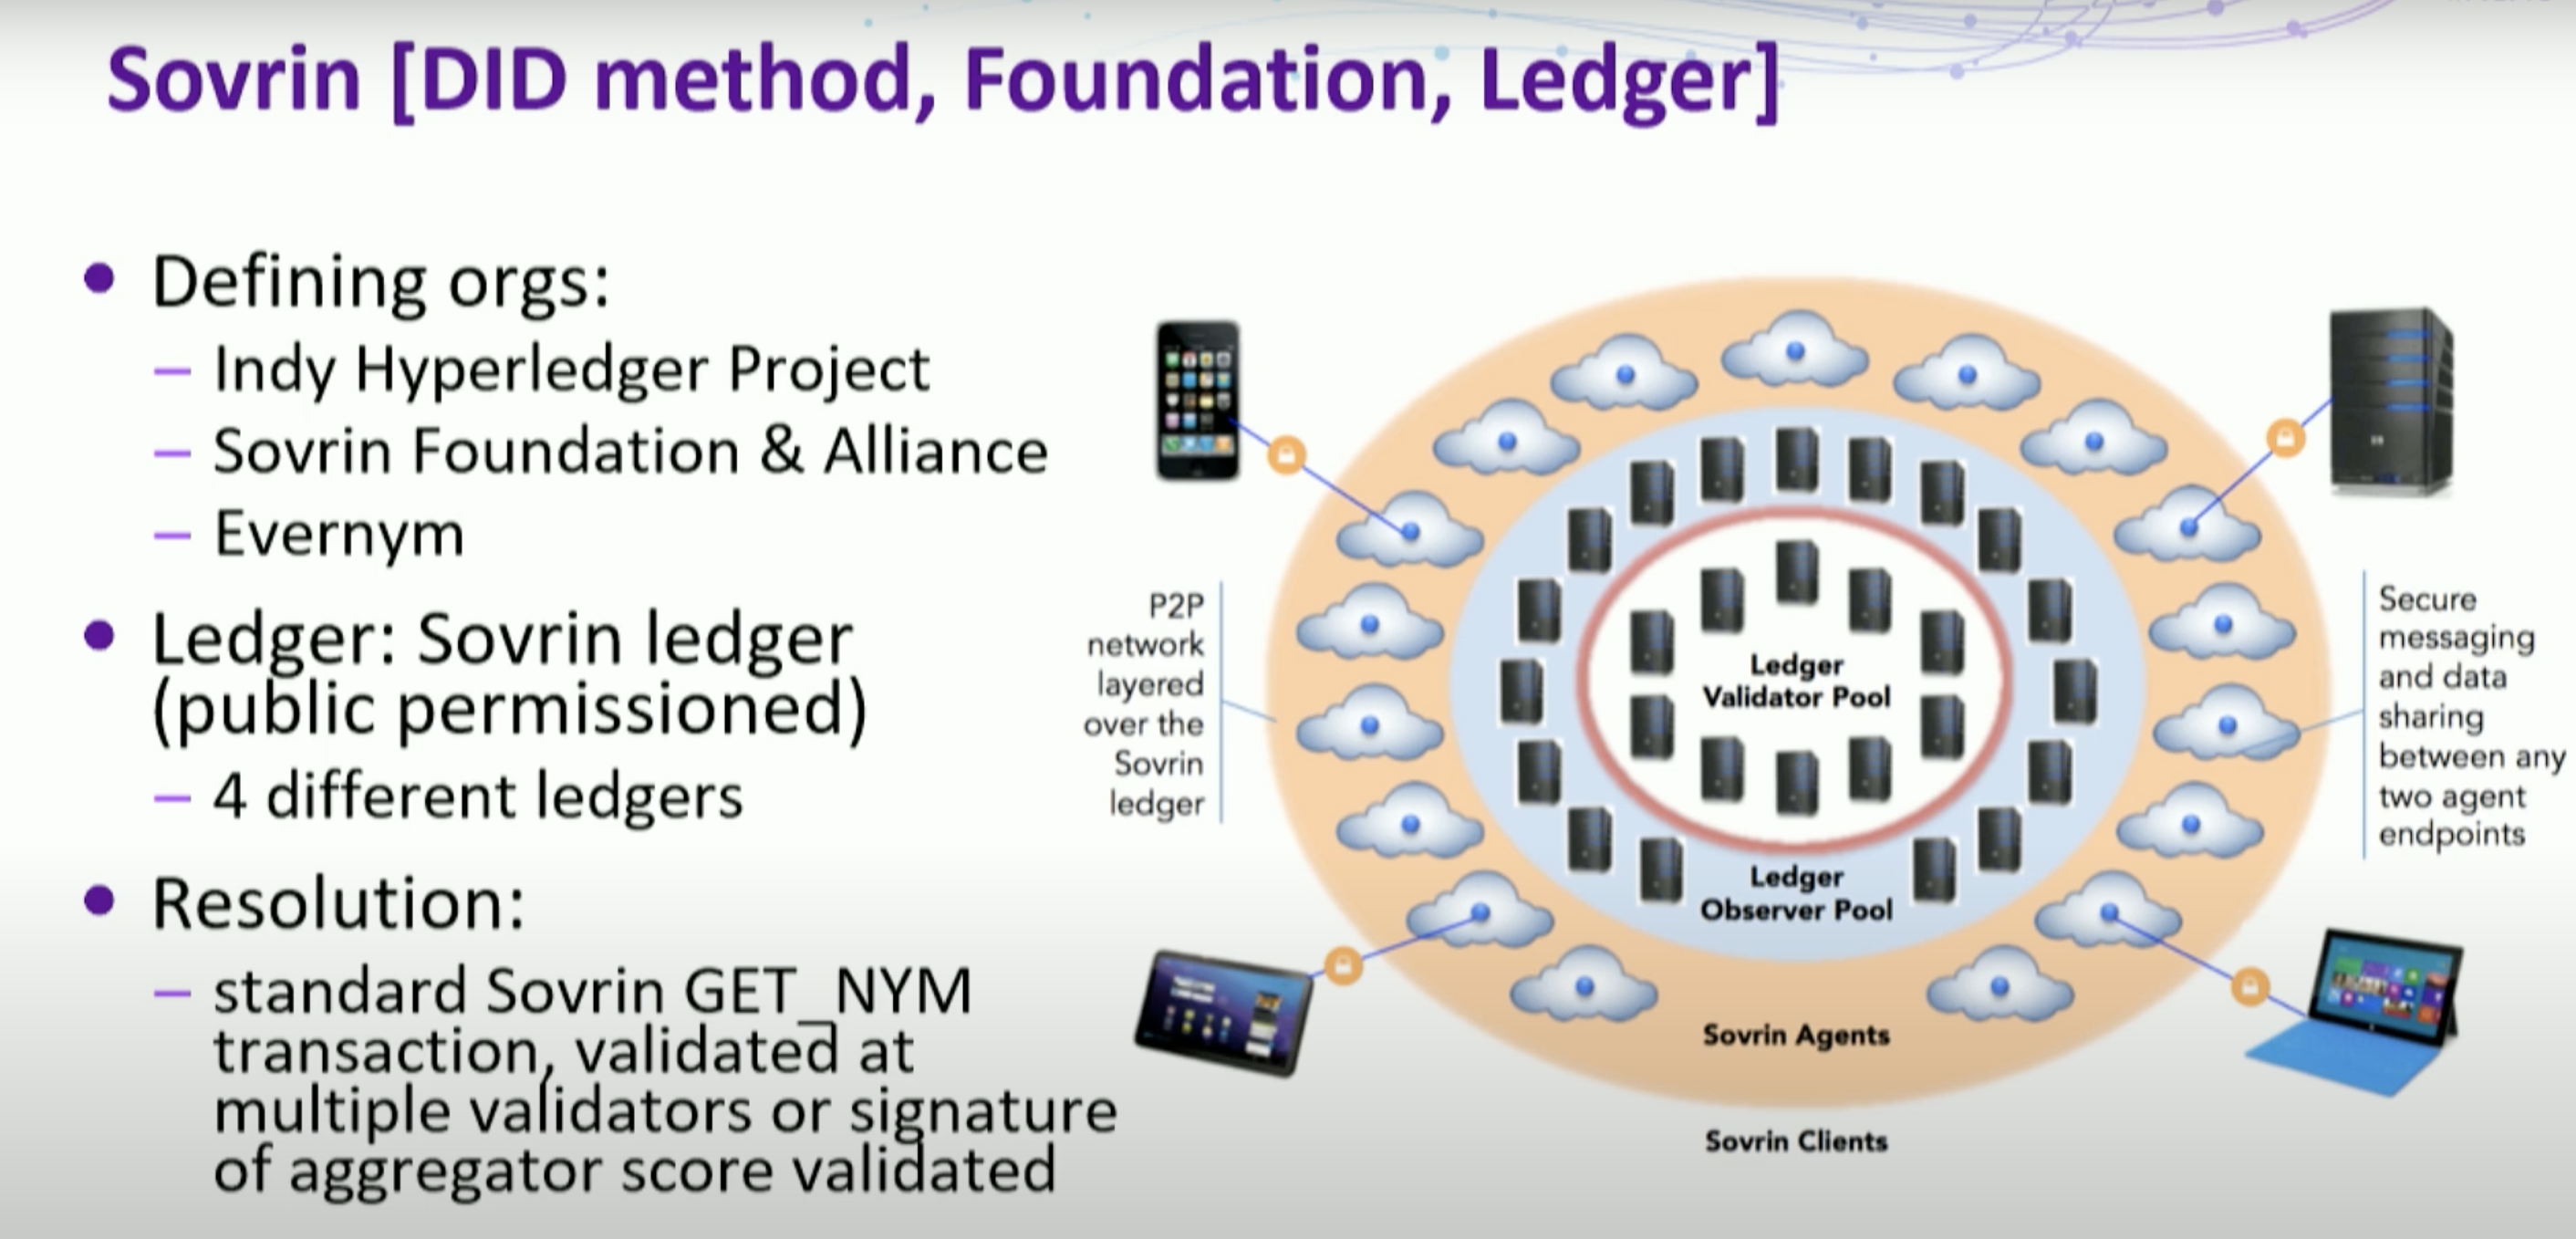 Sovrin [DID method, Foundation, Ledger]
• Defining orgs:
– Indy Hyperledger Project
– Sovrin Foundation & Alliance
– Evernym
• Ledger: Sovrin ledger
(public permissioned)
– 4 different ledgers
• Resolution:
– standard Sovrin GET_NYM
transaction, validated at
multiple validators or signature
of aggregator score validated
P2P
network
layered
over the
Sovrin
ledger
Ledger
Validator Pool
Ledger
Observer Pool
Sovrin Agents
Sovrin Clients
Secure
messaging
and data
sharing
between any
two agent
endpoints